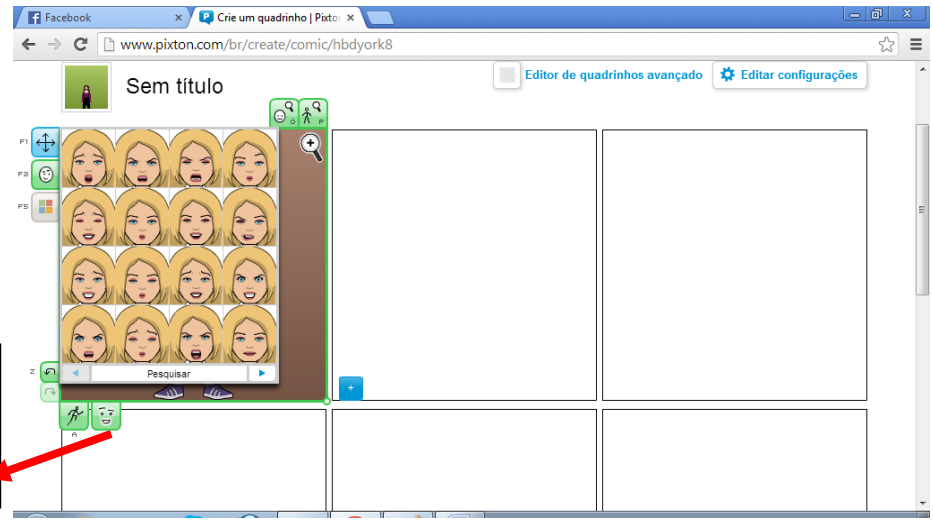 Facebook
Crie um quadrinho | Pixto
www.pixton.com/br/create/comic/hbdyork8
Sem título
Editor de quadrinhos avançado
Editar configurações
O
P
F1
F2
F5
Z
Pesquisar
A